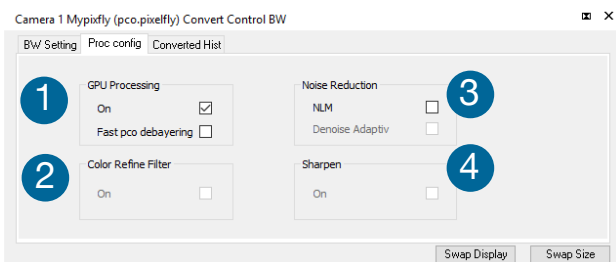 Camera 1 Mypixfly (pco.pixelfly) Convert Control BW
BW Setting Proc config Converted Hist
1
GPU Processing
On
Fast pco debayering
3
Noise Reduction
NLM
Denoise Adaptiv
2
Color Refine Filter
On
4
Sharpen
On
Swap Display Swap Size